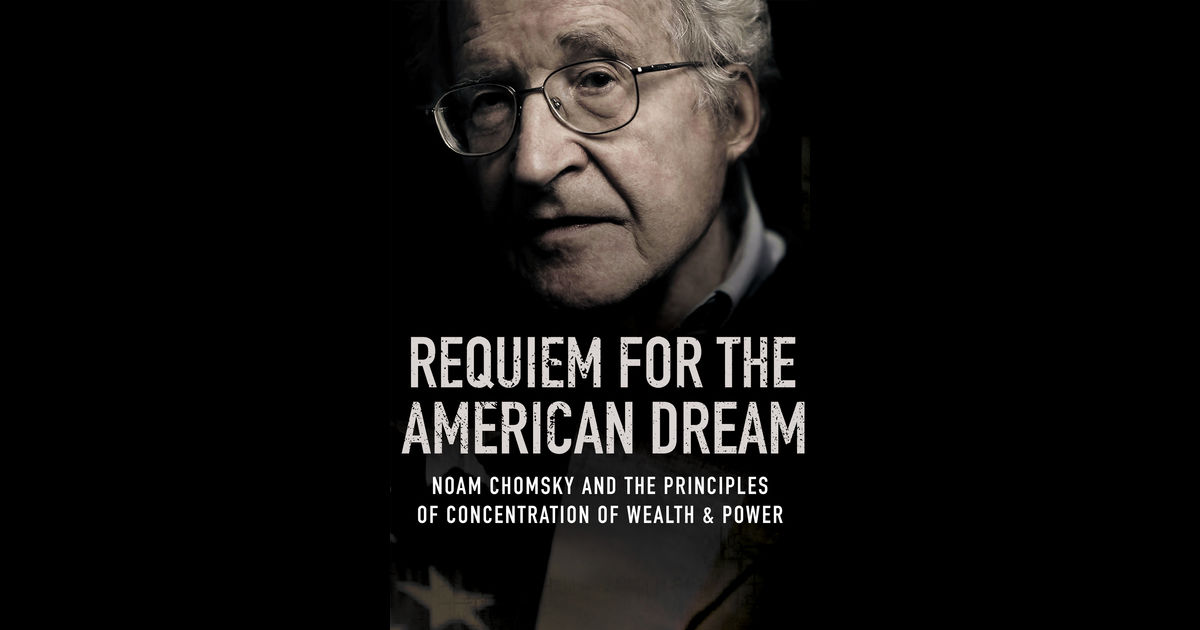 REQUIEM FOR THE
AMERICAN DREAM
NOAM CHOMSKY AND THE PRINCIPLES
OF CONCENTRATION OF WEALTH & POWER